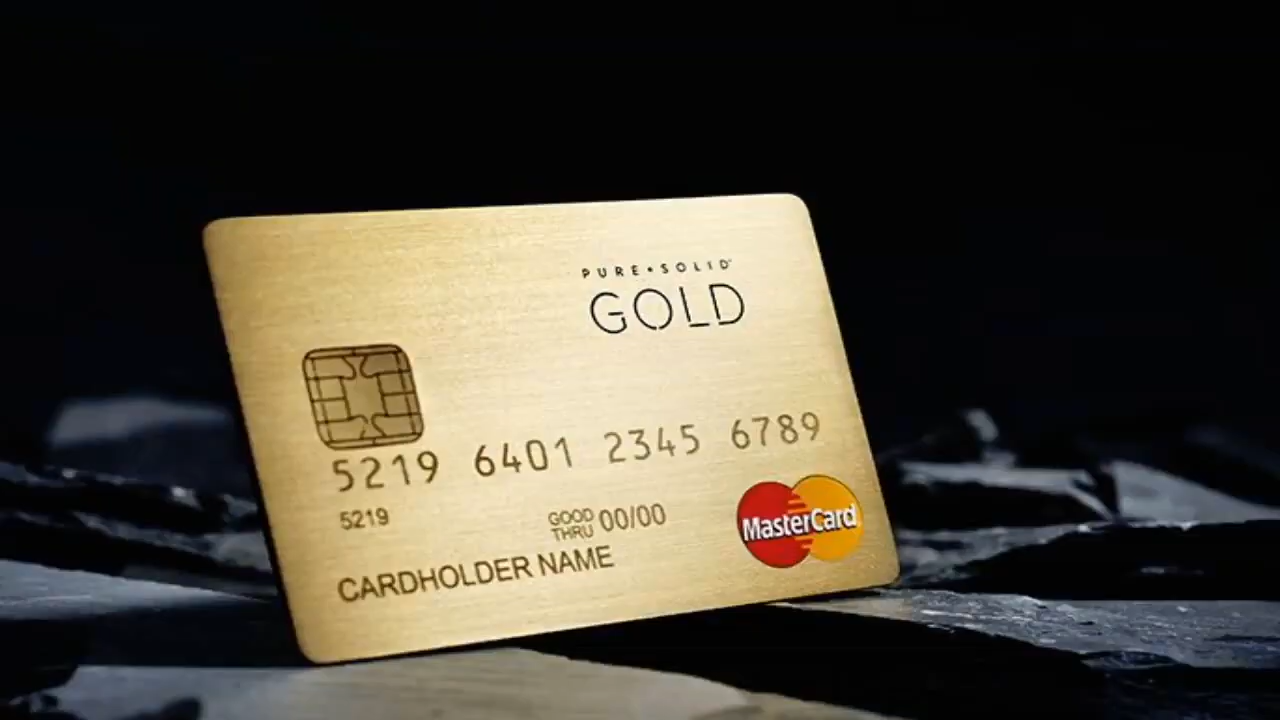 PURE•SOLID
GOLD
5219 6401 2345 6789
5219
GOOD THRU 00/00
CARDHOLDER NAME
MasterCard